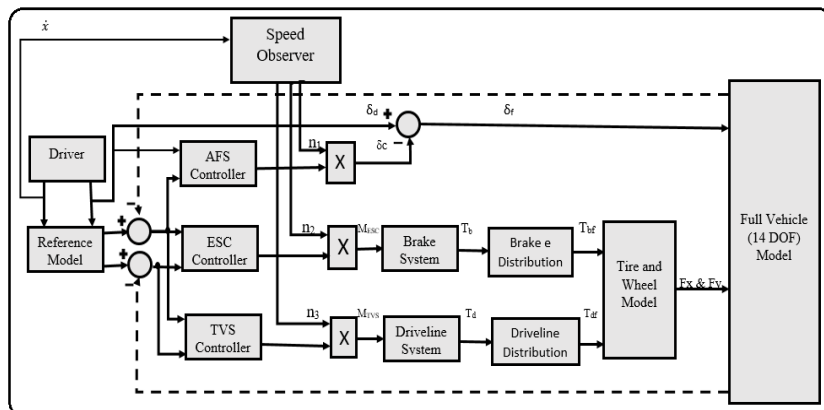 ẋ
Speed
Observer
δd
+
δf
Driver
n1
−
δc
AFS
Controller
X
−
+
Reference
Model
+
−
ESC
Controller
n2
X
MESC
Brake
System
Tb
Brake e
Distribution
Tbf
Tire and
Wheel
Model
Fx & Fy
Full Vehicle
(14 DOF)
Model
TVS
Controller
n3
X
MTVS
Driveline
System
Td
Driveline
Distribution
Tdf